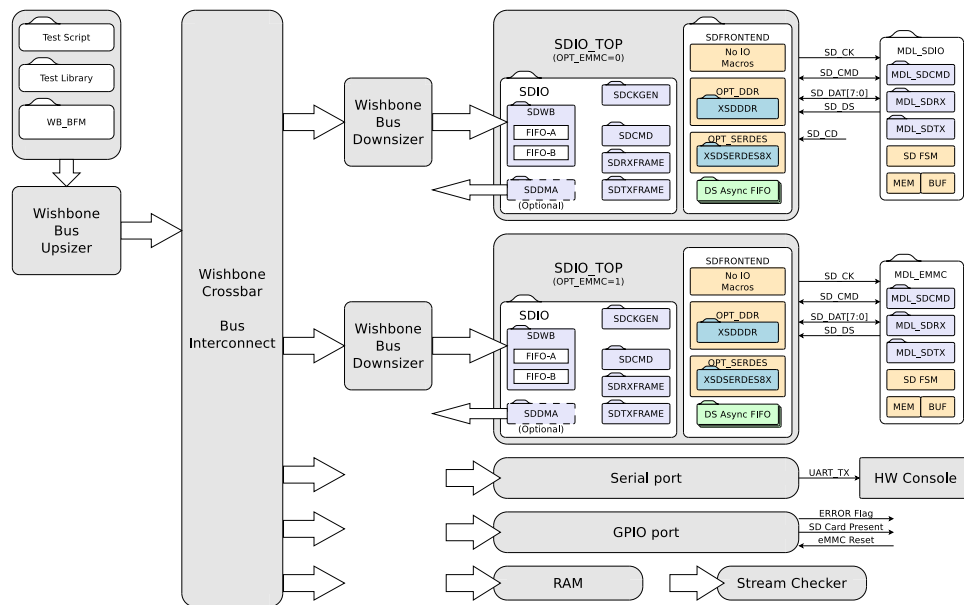 Test Script
Test Library
WB_BFM
Wishbone
Bus
Upsizer
Wishbone
Crossbar
Bus
Interconnect
Wishbone
Bus
Downsizer
SDIO_TOP
(OPT_EMMC=0)
SDIO
SDWB
FIFO-A
FIFO-B
SDDMA
(Optional)
SDCKGEN
SDCMD
SDRXFRAME
SDTXFRAME
SDFRONTEND
No IO
Macros
OPT_DDR
XSDDDR
OPT_SERDES
XSDSERDES8X
DS Async FIFO
SD_CK
SD_CMD
SD_DAT[7:0]
SD_DS
SD_CD
MDL_SDIO
MDL_SDCMD
MDL_SDRX
MDL_SDTX
SD FSM
MEM BUF
Wishbone
Bus
Downsizer
SDIO_TOP
(OPT_EMMC=1)
SDIO
SDWB
FIFO-A
FIFO-B
SDDMA
(Optional)
SDCKGEN
SDCMD
SDRXFRAME
SDTXFRAME
SDFRONTEND
No IO
Macros
OPT_DDR
XSDDDR
OPT_SERDES
XSDSERDES8X
DS Async FIFO
SD_CK
SD_CMD
SD_DAT[7:0]
SD_DS
MDL_EMMC
MDL_SDCMD
MDL_SDRX
MDL_SDTX
SD FSM
MEM BUF
Serial port
UART_TX
HW Console
GPIO port
ERROR Flag
SD Card Present
eMMC Reset
RAM
Stream Checker